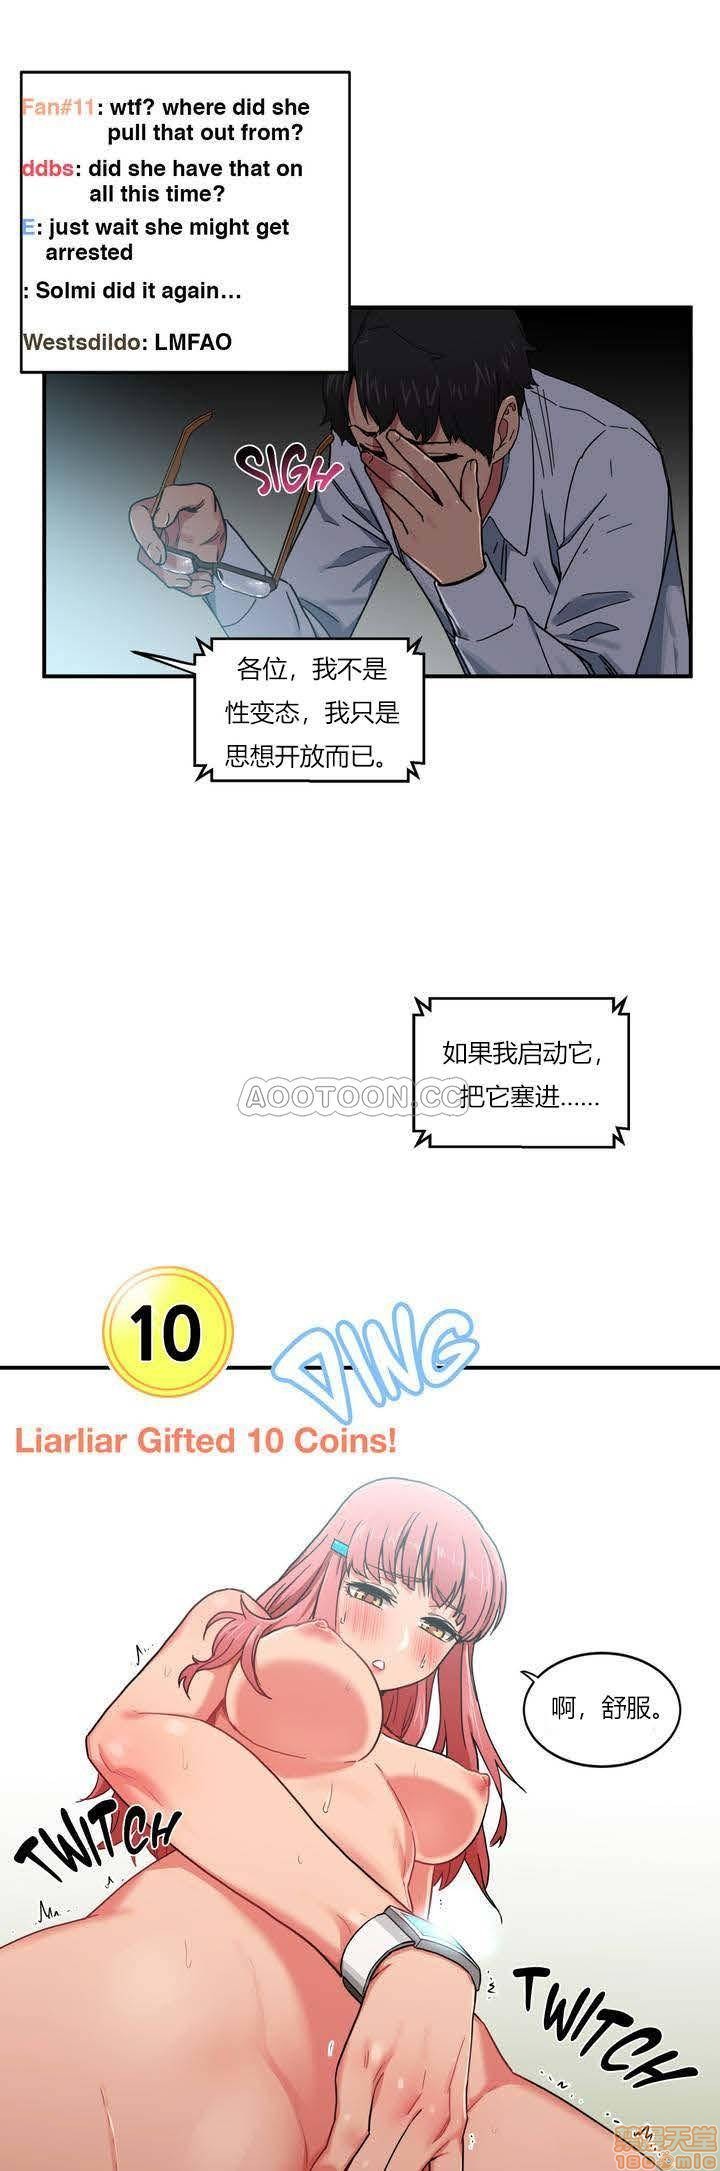 Fan#11: wtf? where did she
pull that out from?
ddbs: did she have that on
all this time?
E: just wait she might get
arrested
: Solmi did it again...
Westsdildo: LMFAO
SIGH
各位，我不是
性变态，我只是
思想开放而已。
如果我启动它，
把它塞进......
AOOTOON.CC
10
DING
Liarliar Gifted 10 Coins!
啊，舒服。
TWITCH
TWITCH